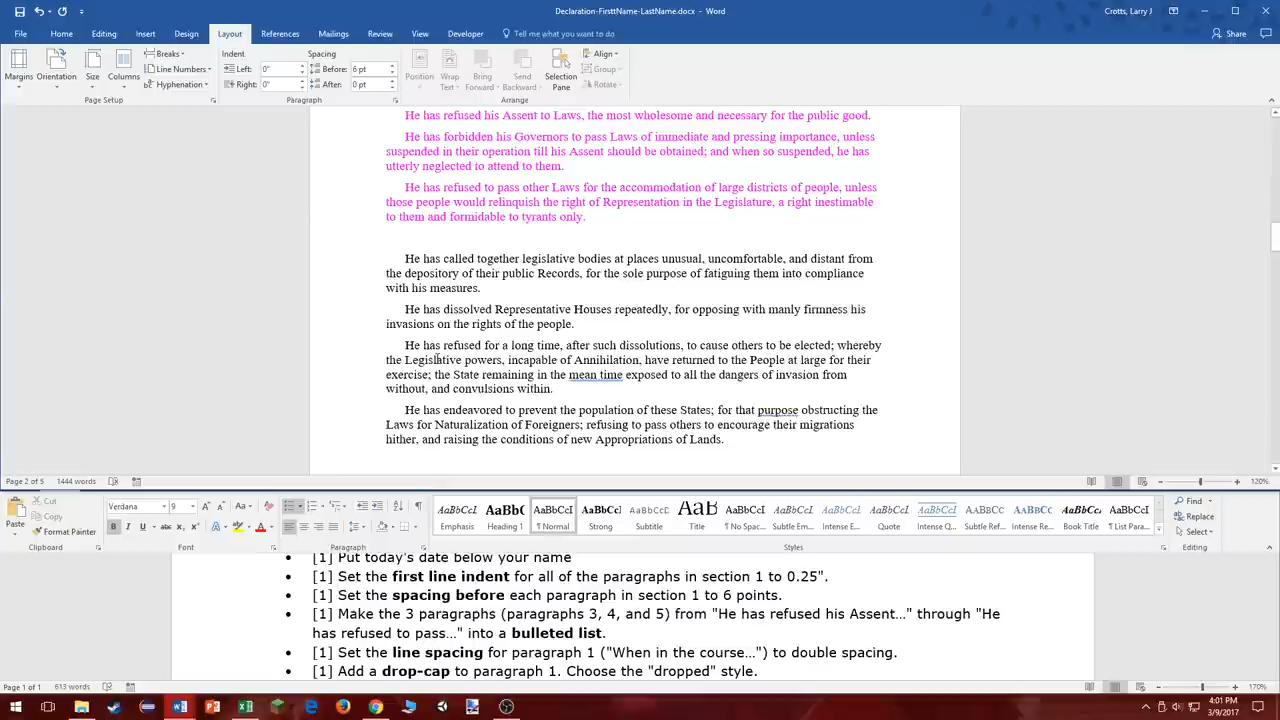 Declaration-FisttName-LastName.docx - Word
Crotts, Larry J
File Home Editing Insert Design Layout References Mailings Review View Developer Tell me what you want to do Share
Breaks Indent Spacing Align
Line Numbers Left: 0" Before: 6 pt Group
Margins Orientation Size Columns Hyphenation Right: 0" After: 0 pt Position Wrap Text Bring Forward Send Backward Selection Pane Rotate
Page Setup Paragraph Arrange
He has refused his Assent to Laws, the most wholesome and necessary for the public good.
He has forbidden his Governors to pass Laws of immediate and pressing importance, unless
suspended in their operation till his Assent should be obtained; and when so suspended, he has
utterly neglected to attend to them.
He has refused to pass other Laws for the accommodation of large districts of people, unless
those people would relinquish the right of Representation in the Legislature, a right inestimable
to them and formidable to tyrants only.
He has called together legislative bodies at places unusual, uncomfortable, and distant from
the depository of their public Records, for the sole purpose of fatiguing them into compliance
with his measures.
He has dissolved Representative Houses repeatedly, for opposing with manly firmness his
invasions on the rights of the people.
He has refused for a long time, after such dissolutions, to cause others to be elected; whereby
the Legislative powers, incapable of Annihilation, have returned to the People at large for their
exercise; the State remaining in the mean time exposed to all the dangers of invasion from
without, and convulsions within.
He has endeavored to prevent the population of these States; for that purpose obstructing the
Laws for Naturalization of Foreigners; refusing to pass others to encourage their migrations
hither, and raising the conditions of new Appropriations of Lands.
Page 2 of 5 1444 words 120%
Cut
Copy
Paste Format Painter
Verdana 9
AaBbCcI AaBbC AaBbCcI AaBbCc AaBbCcI AaB AaBbCcI AaBbCcI AaBbCcI AaBbCcI AaBbCcI AABBCCI AABBCCI AaBbCc AaBbCcI
Emphasis Heading 1 ¶ Normal Strong Subtitle Title ¶ No Spac... Subtle Em... Intense E... Quote Intense Q... Subtle Ref... Intense Re... Book Title ¶ List Para...
Find
Replace
Select
Clipboard Font Paragraph Styles Editing
• [1] Put today's date below your name
• [1] Set the first line indent for all of the paragraphs in section 1 to 0.25".
• [1] Set the spacing before each paragraph in section 1 to 6 points.
• [1] Make the 3 paragraphs (paragraphs 3, 4, and 5) from "He has refused his Assent…" through "He
has refused to pass…" into a bulleted list.
• [1] Set the line spacing for paragraph 1 ("When in the course…") to double spacing.
• [1] Add a drop-cap to paragraph 1. Choose the "dropped" style.
Page 1 of 1 613 words 170%
4:01 PM
3/9/2017